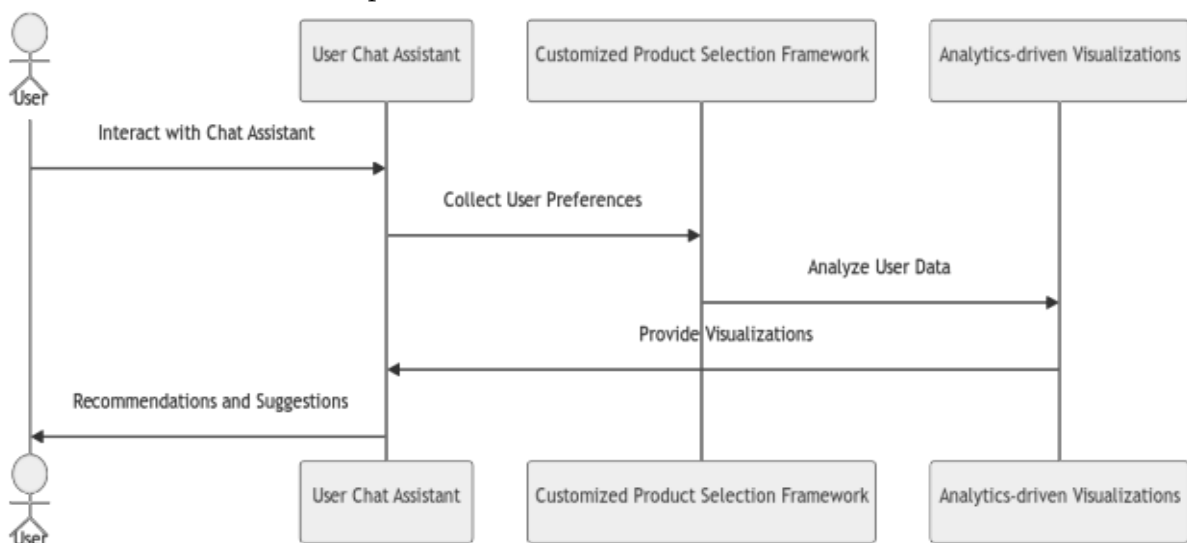 User Chat Assistant
Customized Product Selection Framework
Analytics-driven Visualizations
User
Interact with Chat Assistant
Collect User Preferences
Analyze User Data
Provide Visualizations
Recommendations and Suggestions
User Chat Assistant
Customized Product Selection Framework
Analytics-driven Visualizations
User